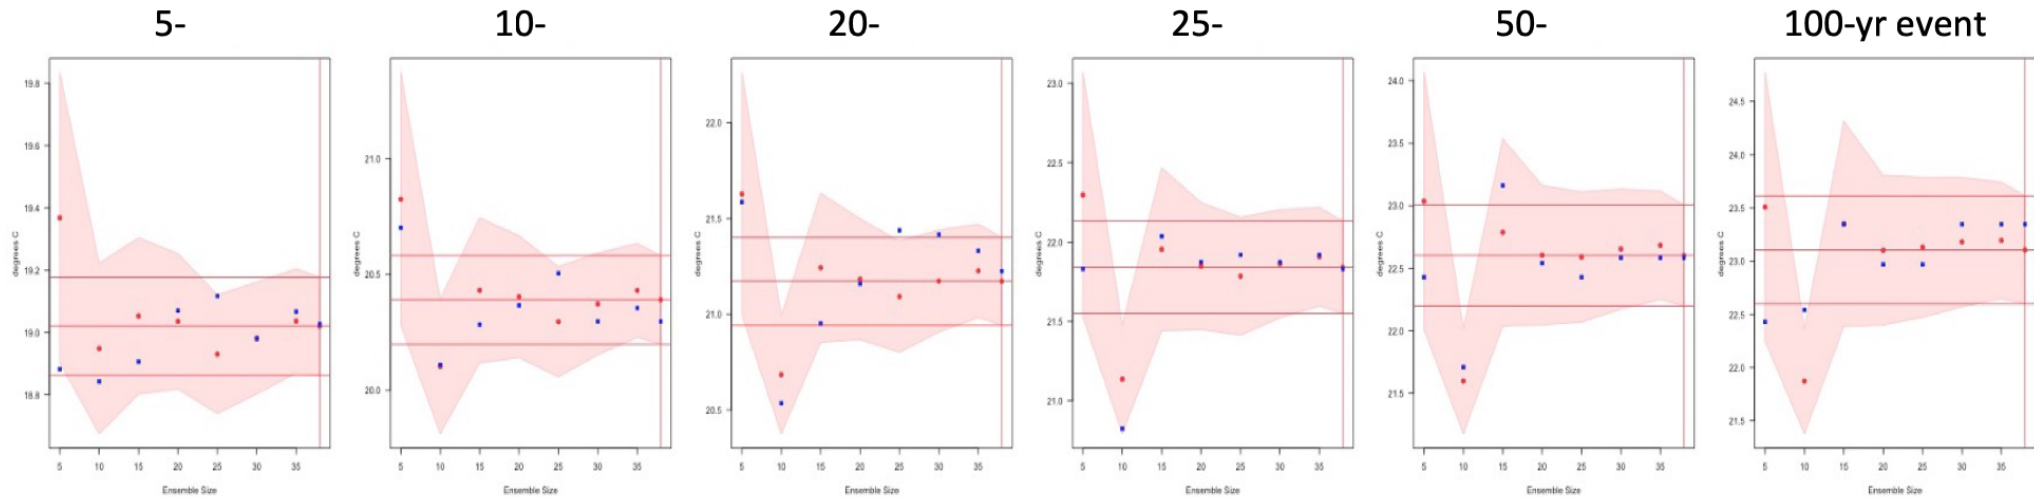 5-
10-
20-
25-
50-
100-yr event
degrees C
19.8
19.6
19.4
19.2
19.0
18.8
5 10 15 20 25 30 35
Ensemble Size
degrees C
21.0
20.5
20.0
5 10 15 20 25 30 35
Ensemble Size
degrees C
22.0
21.5
21.0
20.5
5 10 15 20 25 30 35
Ensemble Size
degrees C
23.0
22.5
22.0
21.5
21.0
5 10 15 20 25 30 35
Ensemble Size
degrees C
24.0
23.5
23.0
22.5
22.0
21.5
5 10 15 20 25 30 35
Ensemble Size
degrees C
24.5
24.0
23.5
23.0
22.5
22.0
21.5
5 10 15 20 25 30 35
Ensemble Size